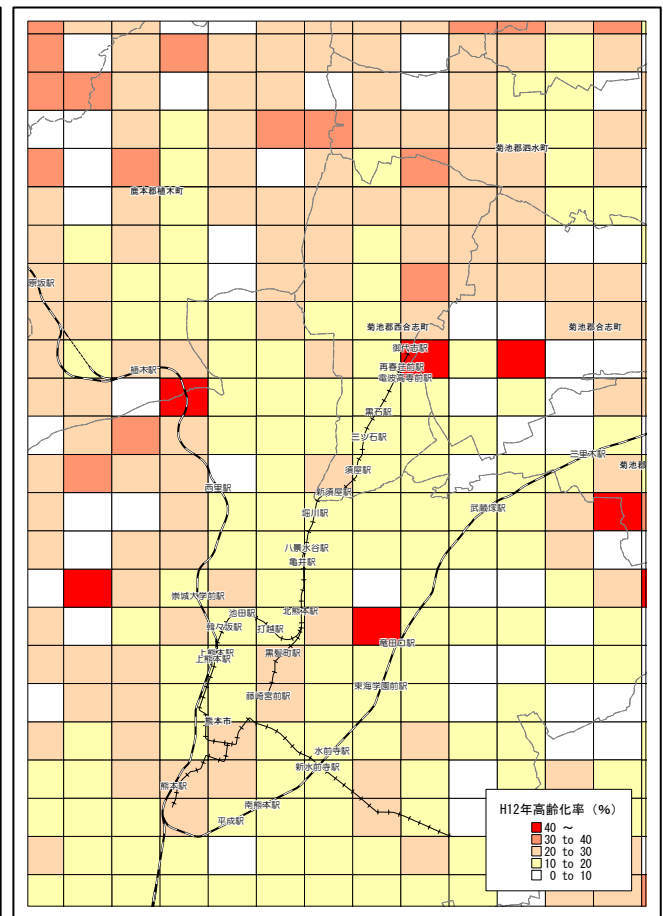 菊池郡泗水町
鹿本郡植木町
原坂駅
菊池郡西合志町
菊池郡合志町
御代志駅
再春荘前駅
植木駅
電波高専前駅
黒石駅
三ツ石駅
三里木駅
菊池郡
須屋駅
西里駅
新須屋駅
武蔵塚駅
堀川駅
八景水谷駅
亀井駅
崇城大学前駅
池田駅
北熊本駅
打越駅
韓々坂駅
竜田口駅
上熊本駅
上熊本駅
黒髪町駅
東海学園前駅
藤崎宮前駅
熊本市
水前寺駅
新水前寺駅
熊本駅
南熊本駅
平成駅
H12年高齢化率 (%)
40 ～
30 to 40
20 to 30
10 to 20
0 to 10